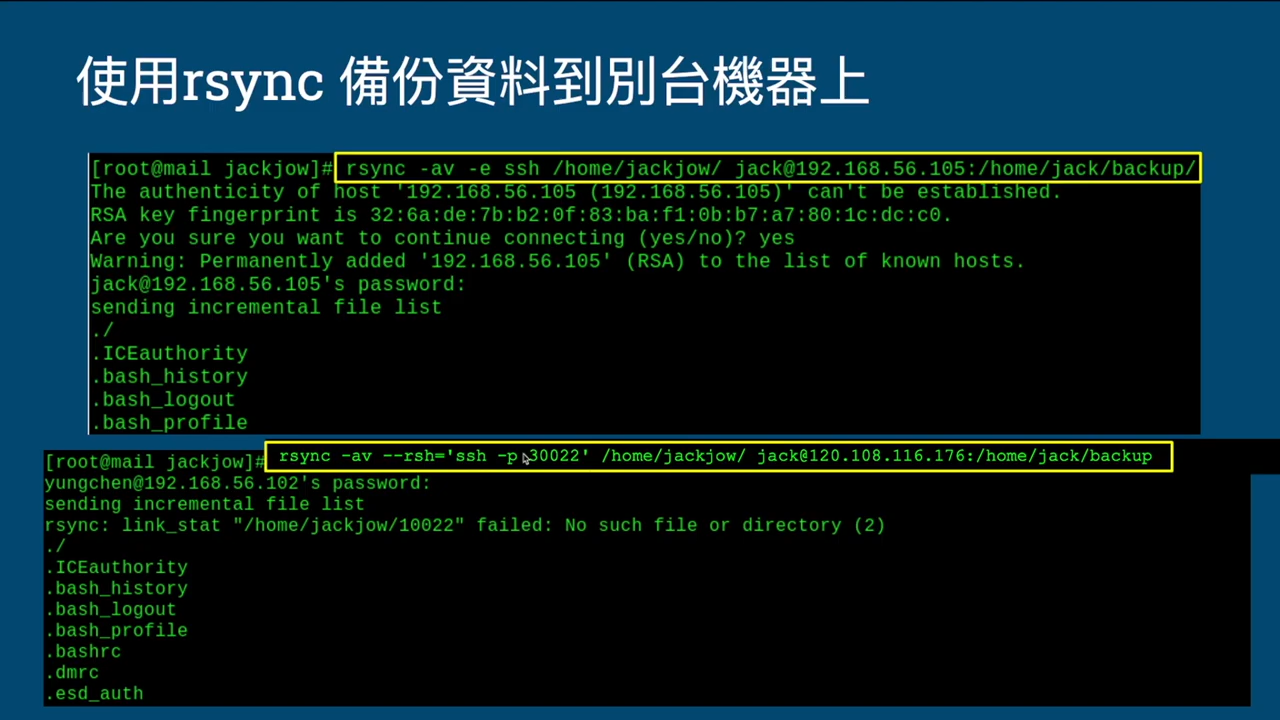 使用rsync 備份資料到別台機器上
[root@mail jackjow]# rsync -av -e ssh /home/jackjow/ jack@192.168.56.105:/home/jack/backup/
The authenticity of host '192.168.56.105 (192.168.56.105)' can't be established.
RSA key fingerprint is 32:6a:de:7b:b2:0f:83:ba:f1:0b:b7:a7:80:1c:dc:c0.
Are you sure you want to continue connecting (yes/no)? yes
Warning: Permanently added '192.168.56.105' (RSA) to the list of known hosts.
jack@192.168.56.105's password:
sending incremental file list
./
.ICEauthority
.bash_history
.bash_logout
.bash_profile
[root@mail jackjow]# rsync -av --rsh='ssh -p 30022' /home/jackjow/ jack@120.108.116.176:/home/jack/backup
yungchen@192.168.56.102's password:
sending incremental file list
rsync: link_stat "/home/jackjow/10022" failed: No such file or directory (2)
./
.ICEauthority
.bash_history
.bash_logout
.bash_profile
.bashrc
.dmrc
.esd_auth